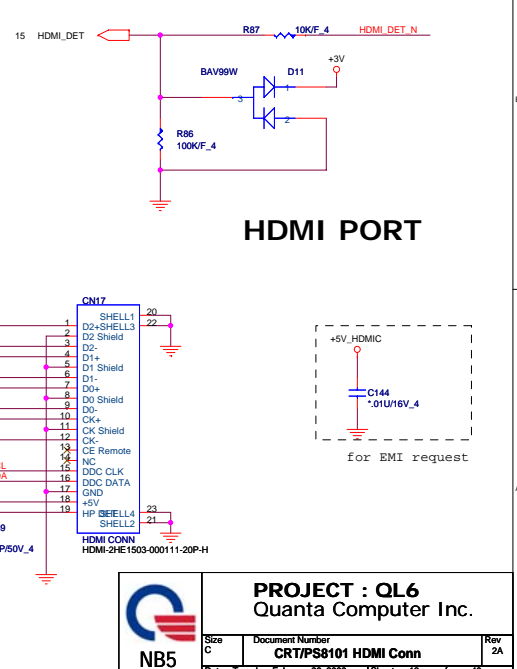 15 HDMI_DET
R87 10K/F_4 HDMI_DET_N
+3V
BAV99W D11
1
3
2
R86
100K/F_4
HDMI PORT
CN17
SHELL1 20
1 D2+ SHELL3 22
2 D2 Shield
3 D2-
4 D1+
5 D1 Shield
6 D1-
7 D0+
8 D0 Shield
9 D0-
10 CK+
11 CK Shield
12 CK-
13 CE Remote
14 NC
15 DDC CLK
16 DDC DATA
17 GND
18 +5V
19 HP DET SHELL4 23
SHELL2 21
HDMI CONN
HDMI-2HE1503-000111-20P-H
9
P/50V_4
+5V_HDMIC
C144
*.01U/16V_4
for EMI request
NB5
PROJECT : QL6
Quanta Computer Inc.
Size Document Number Rev
C CRT/PS8101 HDMI Conn 2A